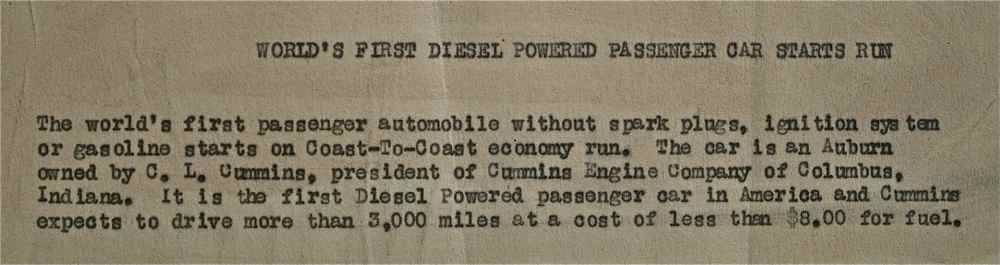 WORLD'S FIRST DIESEL POWERED PASSENGER CAR STARTS RUN
The world's first passenger automobile without spark plugs, ignition system
or gasoline starts on Coast-To-Coast economy run. The car is an Auburn
owned by C. L. Cummins, president of Cummins Engine Company of Columbus,
Indiana. It is the first Diesel Powered passenger car in America and Cummins
expects to drive more than 3,000 miles at a cost of less than $8.00 for fuel.